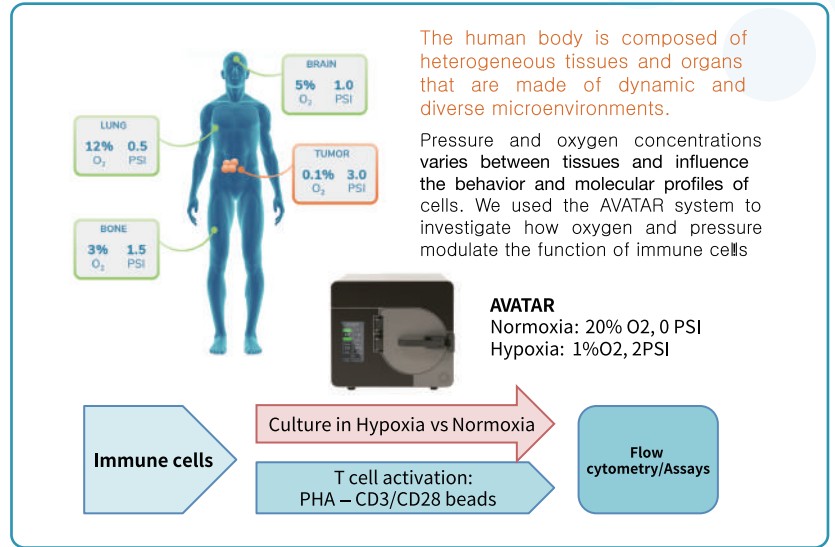 The human body is composed of
heterogeneous tissues and organs
that are made of dynamic and
diverse microenvironments.
Pressure and oxygen concentrations
varies between tissues and influence
the behavior and molecular profiles of
cells. We used the AVATAR system to
investigate how oxygen and pressure
modulate the function of immune cells
BRAIN
5% 1.0
O₂ PSI
LUNG
12% 0.5
O₂ PSI
TUMOR
0.1% 3.0
O₂ PSI
BONE
3% 1.5
O₂ PSI
AVATAR
Normoxia: 20% O2, 0 PSI
Hypoxia: 1%O2, 2PSI
Immune cells
Culture in Hypoxia vs Normoxia
T cell activation:
PHA – CD3/CD28 beads
Flow
cytometry/Assays